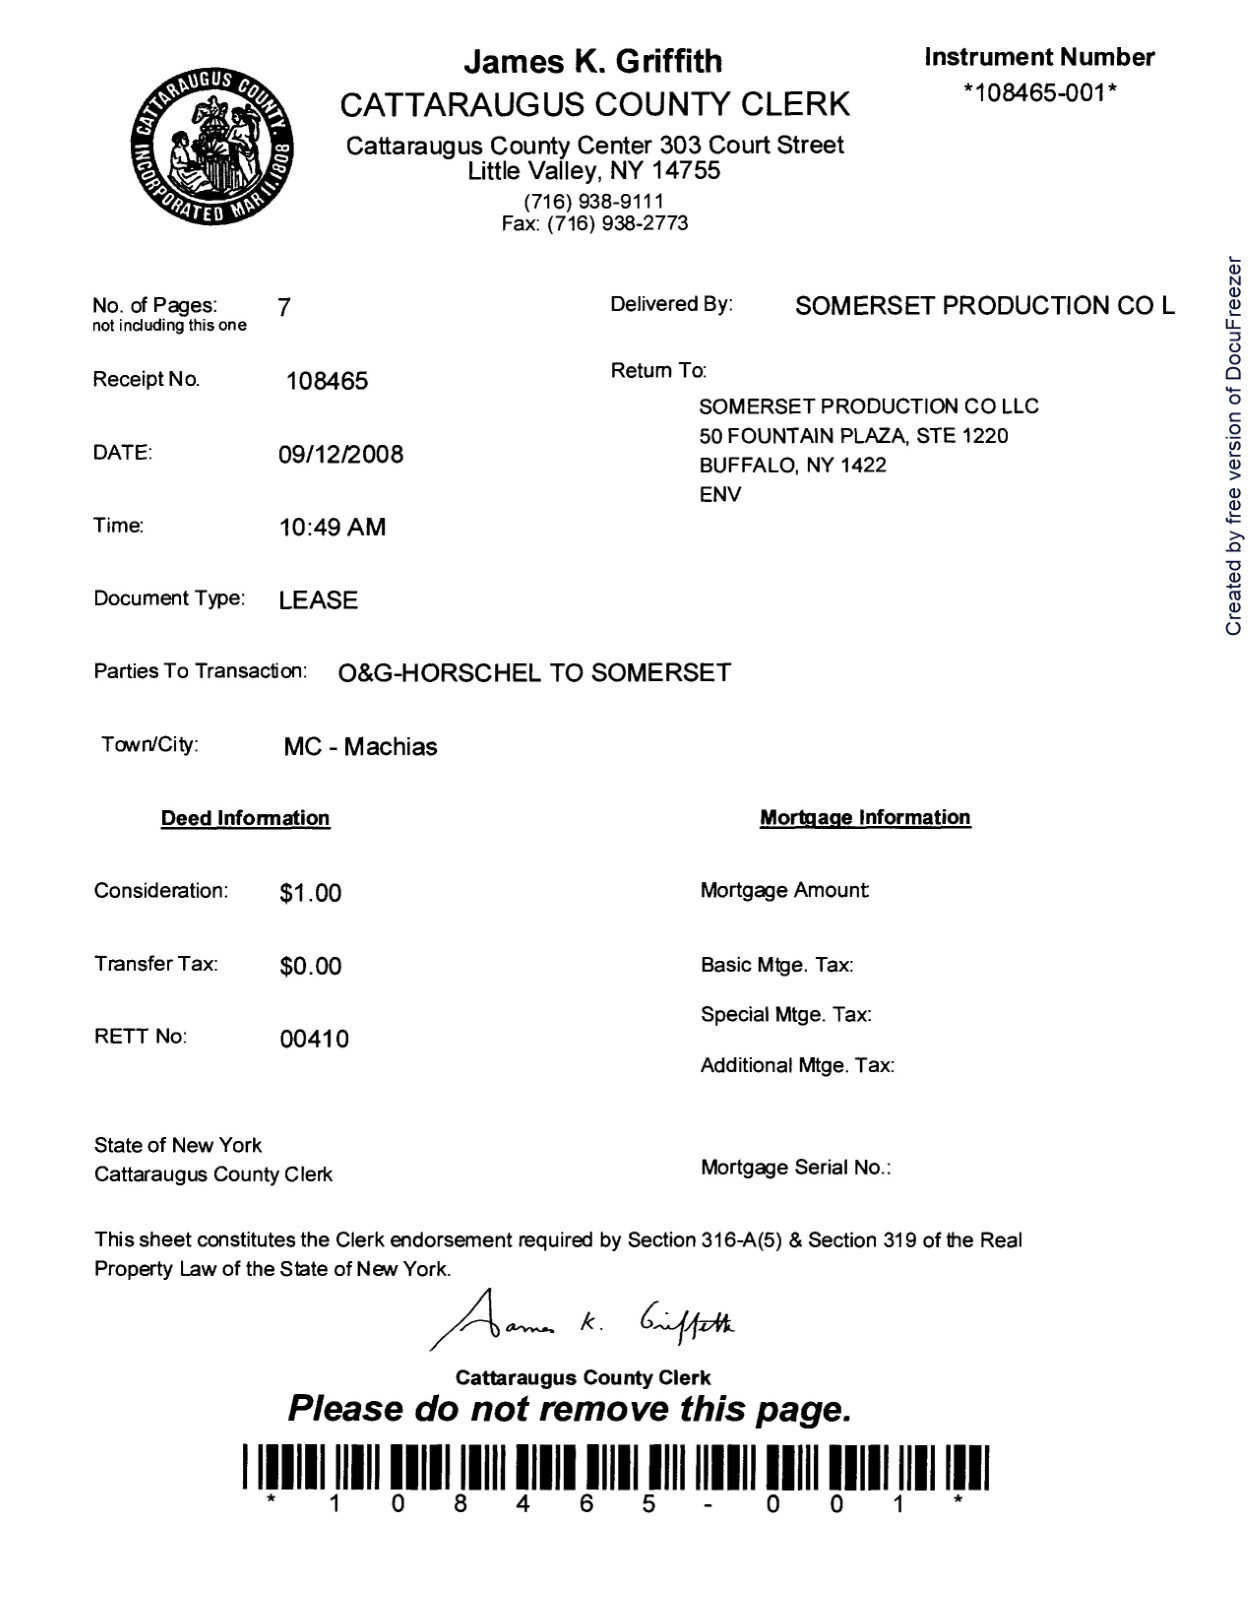 James K. Griffith
CATTARAUGUS COUNTY CLERK
Cattaraugus County Center 303 Court Street
Little Valley, NY 14755
(716) 938-9111
Fax: (716) 938-2773
Instrument Number
*108465-001*
CATTARAUGUS COUNTY.
INCORPORATED MAR 11.1808
No. of Pages: 7
not including this one
Delivered By: SOMERSET PRODUCTION CO L
Receipt No. 108465
Return To:
SOMERSET PRODUCTION CO LLC
50 FOUNTAIN PLAZA, STE 1220
BUFFALO, NY 1422
ENV
DATE: 09/12/2008
Time: 10:49 AM
Document Type: LEASE
Parties To Transaction: O&G-HORSCHEL TO SOMERSET
Town/City: MC - Machias
Deed Information
Mortgage Information
Consideration: $1.00
Mortgage Amount
Transfer Tax: $0.00
Basic Mtge. Tax:
Special Mtge. Tax:
RETT No: 00410
Additional Mtge. Tax:
State of New York
Cattaraugus County Clerk
Mortgage Serial No.:
This sheet constitutes the Clerk endorsement required by Section 316-A(5) & Section 319 of the Real
Property Law of the State of New York.
James K. Griffith
Cattaraugus County Clerk
Please do not remove this page.
* 1 0 8 4 6 5 - 0 0 1 *
Created by free version of DocuFreezer